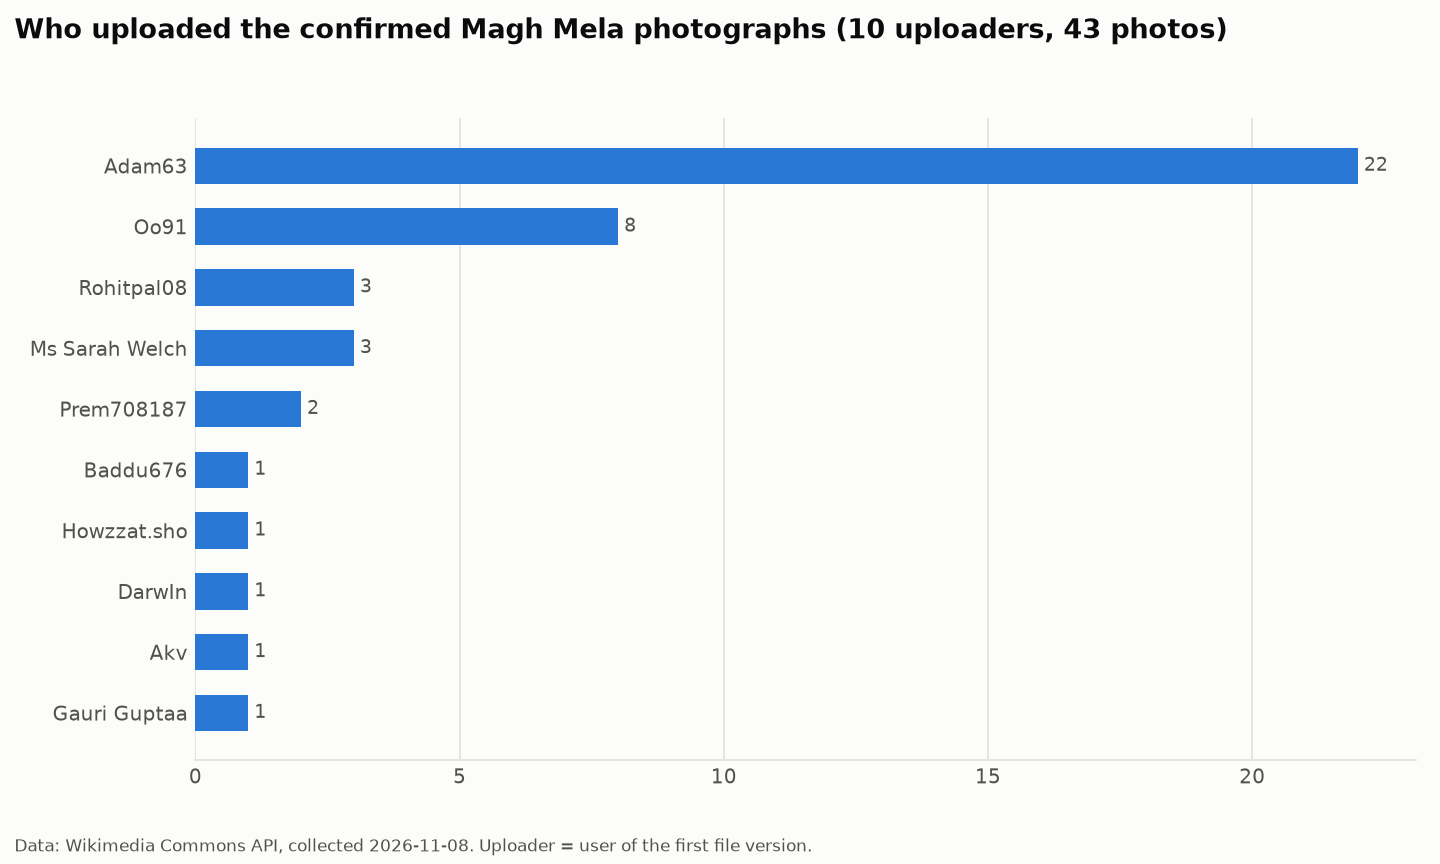 Who uploaded the confirmed Magh Mela photographs (10 uploaders, 43 photos)
Adam63 22
Oo91 8
Rohitpal08 3
Ms Sarah Welch 3
Prem708187 2
Baddu676 1
Howzzat.sho 1
DarwIn 1
Akv 1
Gauri Guptaa 1
0 5 10 15 20
Data: Wikimedia Commons API, collected 2026-11-08. Uploader = user of the first file version.